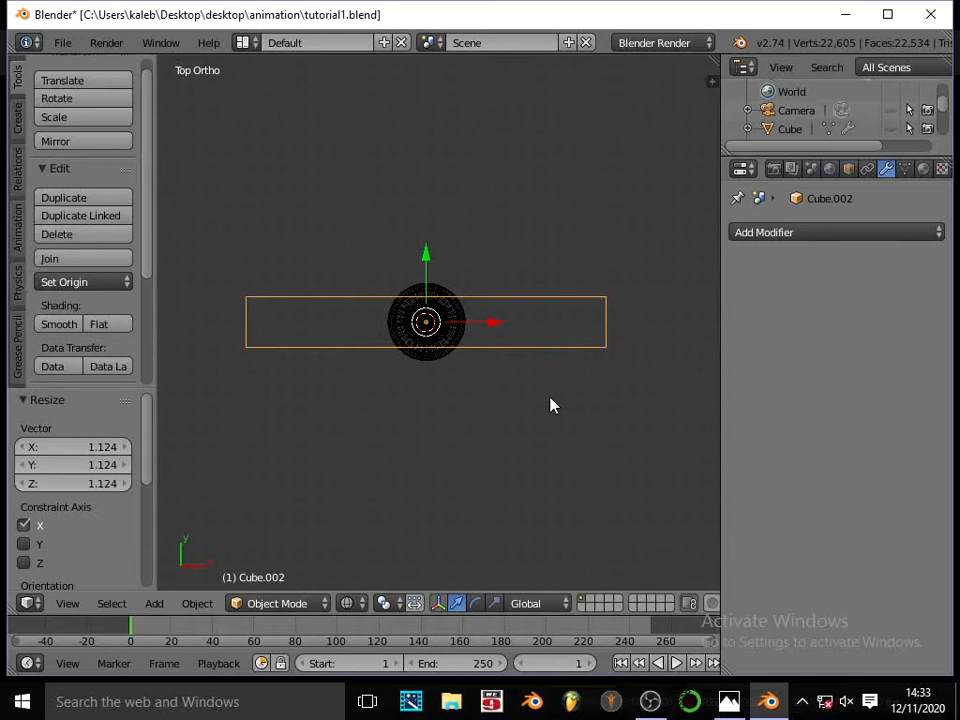 Blender* [C:\Users\kaleb\Desktop\desktop\animation\tutorial1.blend]
File Render Window Help Default Scene Blender Render v2.74 | Verts:22,605 | Faces:22,534 | Tris
Tools
Create
Relations
Animation
Physics
Grease Pencil
Translate
Rotate
Scale
Mirror
Edit
Duplicate
Duplicate Linked
Delete
Join
Set Origin
Shading:
Smooth Flat
Data Transfer:
Data Data La
Resize
Vector
X: 1.124
Y: 1.124
Z: 1.124
Constraint Axis
X
Y
Z
Orientation
Top Ortho
y
x
(1) Cube.002
View Search All Scenes
World
Camera
Cube
Cube.002
Add Modifier
View Select Add Object Object Mode Global
Activate Windows
Go to Settings to activate Windows.
-40 -20 0 20 40 60 80 100 120 140 160 180 200 220 240 260
View Marker Frame Playback Start: 1 End: 250 1
Search the web and Windows
14:33
12/11/2020